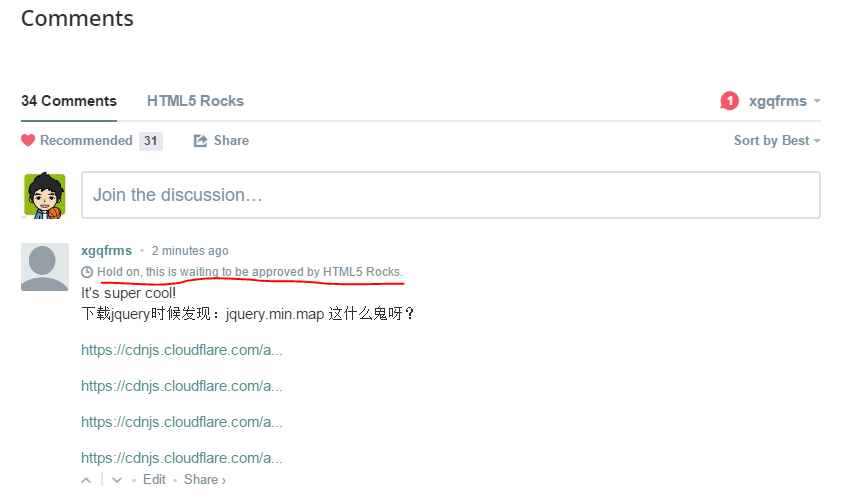 Comments
34 Comments HTML5 Rocks 1 xgqfrms
Recommended 31 Share Sort by Best
Join the discussion…
xgqfrms • 2 minutes ago
Hold on, this is waiting to be approved by HTML5 Rocks.
It's super cool!
下载jquery时候发现：jquery.min.map 这什么鬼呀？
https://cdnjs.cloudflare.com/a...
https://cdnjs.cloudflare.com/a...
https://cdnjs.cloudflare.com/a...
https://cdnjs.cloudflare.com/a...
• Edit • Share ›